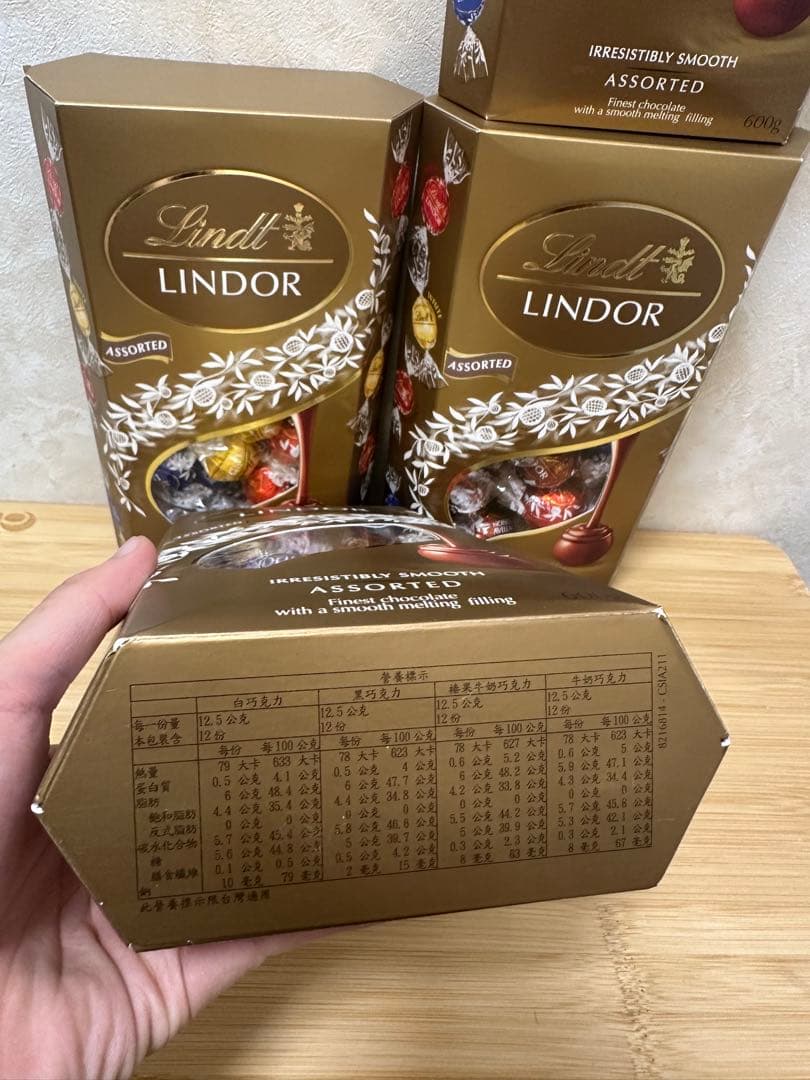 IRRESISTIBLY SMOOTH
ASSORTED
Finest chocolate
with a smooth melting filling
600g
Lindt
LINDOR
ASSORTED
Lindt
LINDOR
ASSORTED
LINDOR
IRRESISTIBLY SMOOTH
ASSORTED
Finest chocolate
with a smooth melting filling
營養標示
白巧克力 黑巧克力 榛果牛奶巧克力 牛奶巧克力
每一份量 12.5 公克 12.5 公克 12.5 公克 12.5 公克
本包裝含 12份 12份 12份 12份
每份 每100公克 每份 每100公克 每份 每100公克 每份 每100公克
熱量 79 大卡 633 大卡 78 大卡 623 大卡 78 大卡 627 大卡 78 大卡 623 大卡
蛋白質 0.5 公克 4.1 公克 0.5 公克 4 公克 0.6 公克 5.2 公克 0.6 公克 5 公克
脂肪 6 公克 48.4 公克 6 公克 47.7 公克 6 公克 48.2 公克 5.9 公克 47.1 公克
飽和脂肪 4.4 公克 35.4 公克 4.4 公克 34.8 公克 4.2 公克 33.8 公克 4.3 公克 34.4 公克
反式脂肪 0 公克 0 公克 0 公克 0 公克 0 公克 0 公克 0 公克 0 公克
碳水化合物 5.7 公克 45.4 公克 5.8 公克 46.6 公克 5.5 公克 44.2 公克 5.7 公克 45.8 公克
糖 5.6 公克 44.8 公克 5 公克 39.7 公克 5 公克 39.9 公克 5.3 公克 42.1 公克
膳食纖維 0.1 公克 0.5 公克 0.5 公克 4.2 公克 0.3 公克 2.3 公克 0.3 公克 2.1 公克
鈉 10 毫克 79 毫克 2 毫克 15 毫克 8 毫克 63 毫克 8 毫克 67 毫克
此營養標示限台灣適用
8216814 - CSIA211